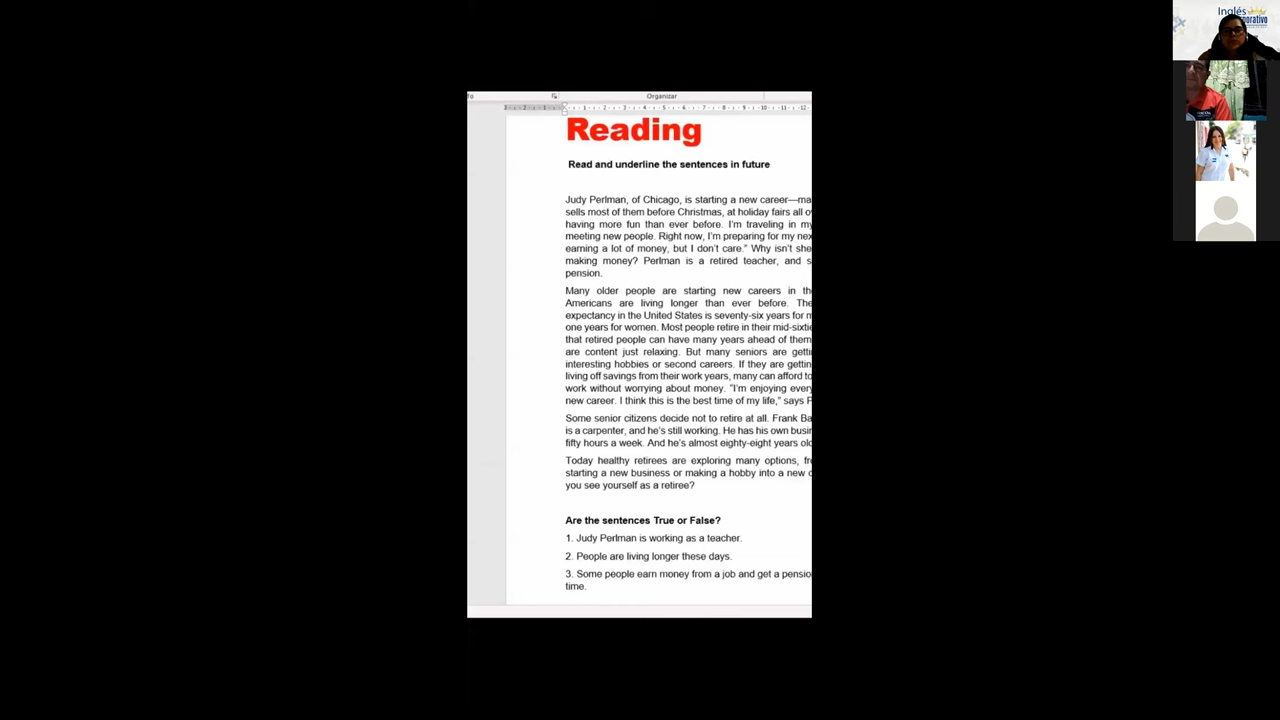 Inglés
Organizar
Reading
Read and underline the sentences in future
Judy Perlman, of Chicago, is starting a new career—ma
sells most of them before Christmas, at holiday fairs all o
having more fun than ever before. I'm traveling in my
meeting new people. Right now, I'm preparing for my nex
earning a lot of money, but I don't care." Why isn't she
making money? Perlman is a retired teacher, and s
pension.
Many older people are starting new careers in th
Americans are living longer than ever before. The
expectancy in the United States is seventy-six years for m
one years for women. Most people retire in their mid-sixtie
that retired people can have many years ahead of them
are content just relaxing. But many seniors are getti
interesting hobbies or second careers. If they are getting
living off savings from their work years, many can afford to
work without worrying about money. "I'm enjoying every
new career. I think this is the best time of my life," says P
Some senior citizens decide not to retire at all. Frank Ba
is a carpenter, and he's still working. He has his own busin
fifty hours a week. And he's almost eighty-eight years old
Today healthy retirees are exploring many options, fr
starting a new business or making a hobby into a new c
you see yourself as a retiree?
Are the sentences True or False?
1. Judy Perlman is working as a teacher.
2. People are living longer these days.
3. Some people earn money from a job and get a pensio
time.